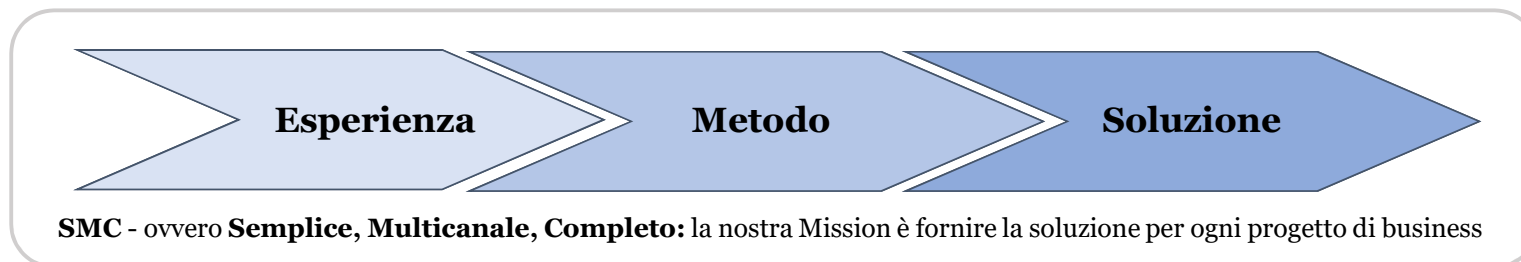 Esperienza
Metodo
Soluzione
SMC - ovvero Semplice, Multicanale, Completo: la nostra Mission è fornire la soluzione per ogni progetto di business